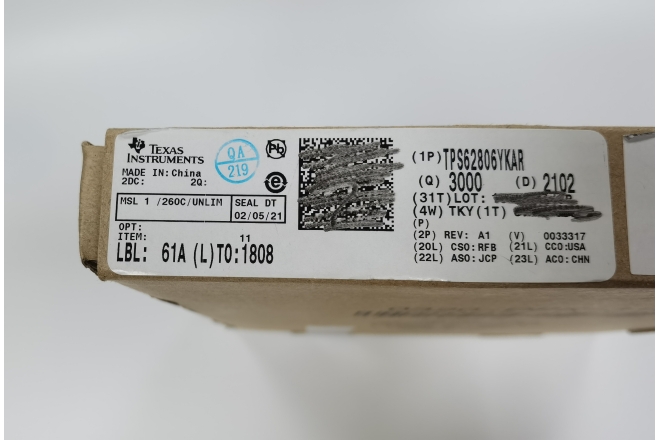 TEXAS
INSTRUMENTS
MADE IN: China
2DC: 2Q:
MSL 1 /260C/UNLIM
SEAL DT
02/05/21
OPT:
ITEM: 11
LBL: 61A (L)TO:1808
QA
219
Pb
e
(1P)TPS62806YKAR
(Q) 3000 (D) 2102
(31T)LOT:
(4W) TKY(1T)
(P)
(2P) REV: A1 (V) 0033317
(20L) CSO:RFB (21L) CCO:USA
(22L) ASO:JCP (23L) ACO:CHN